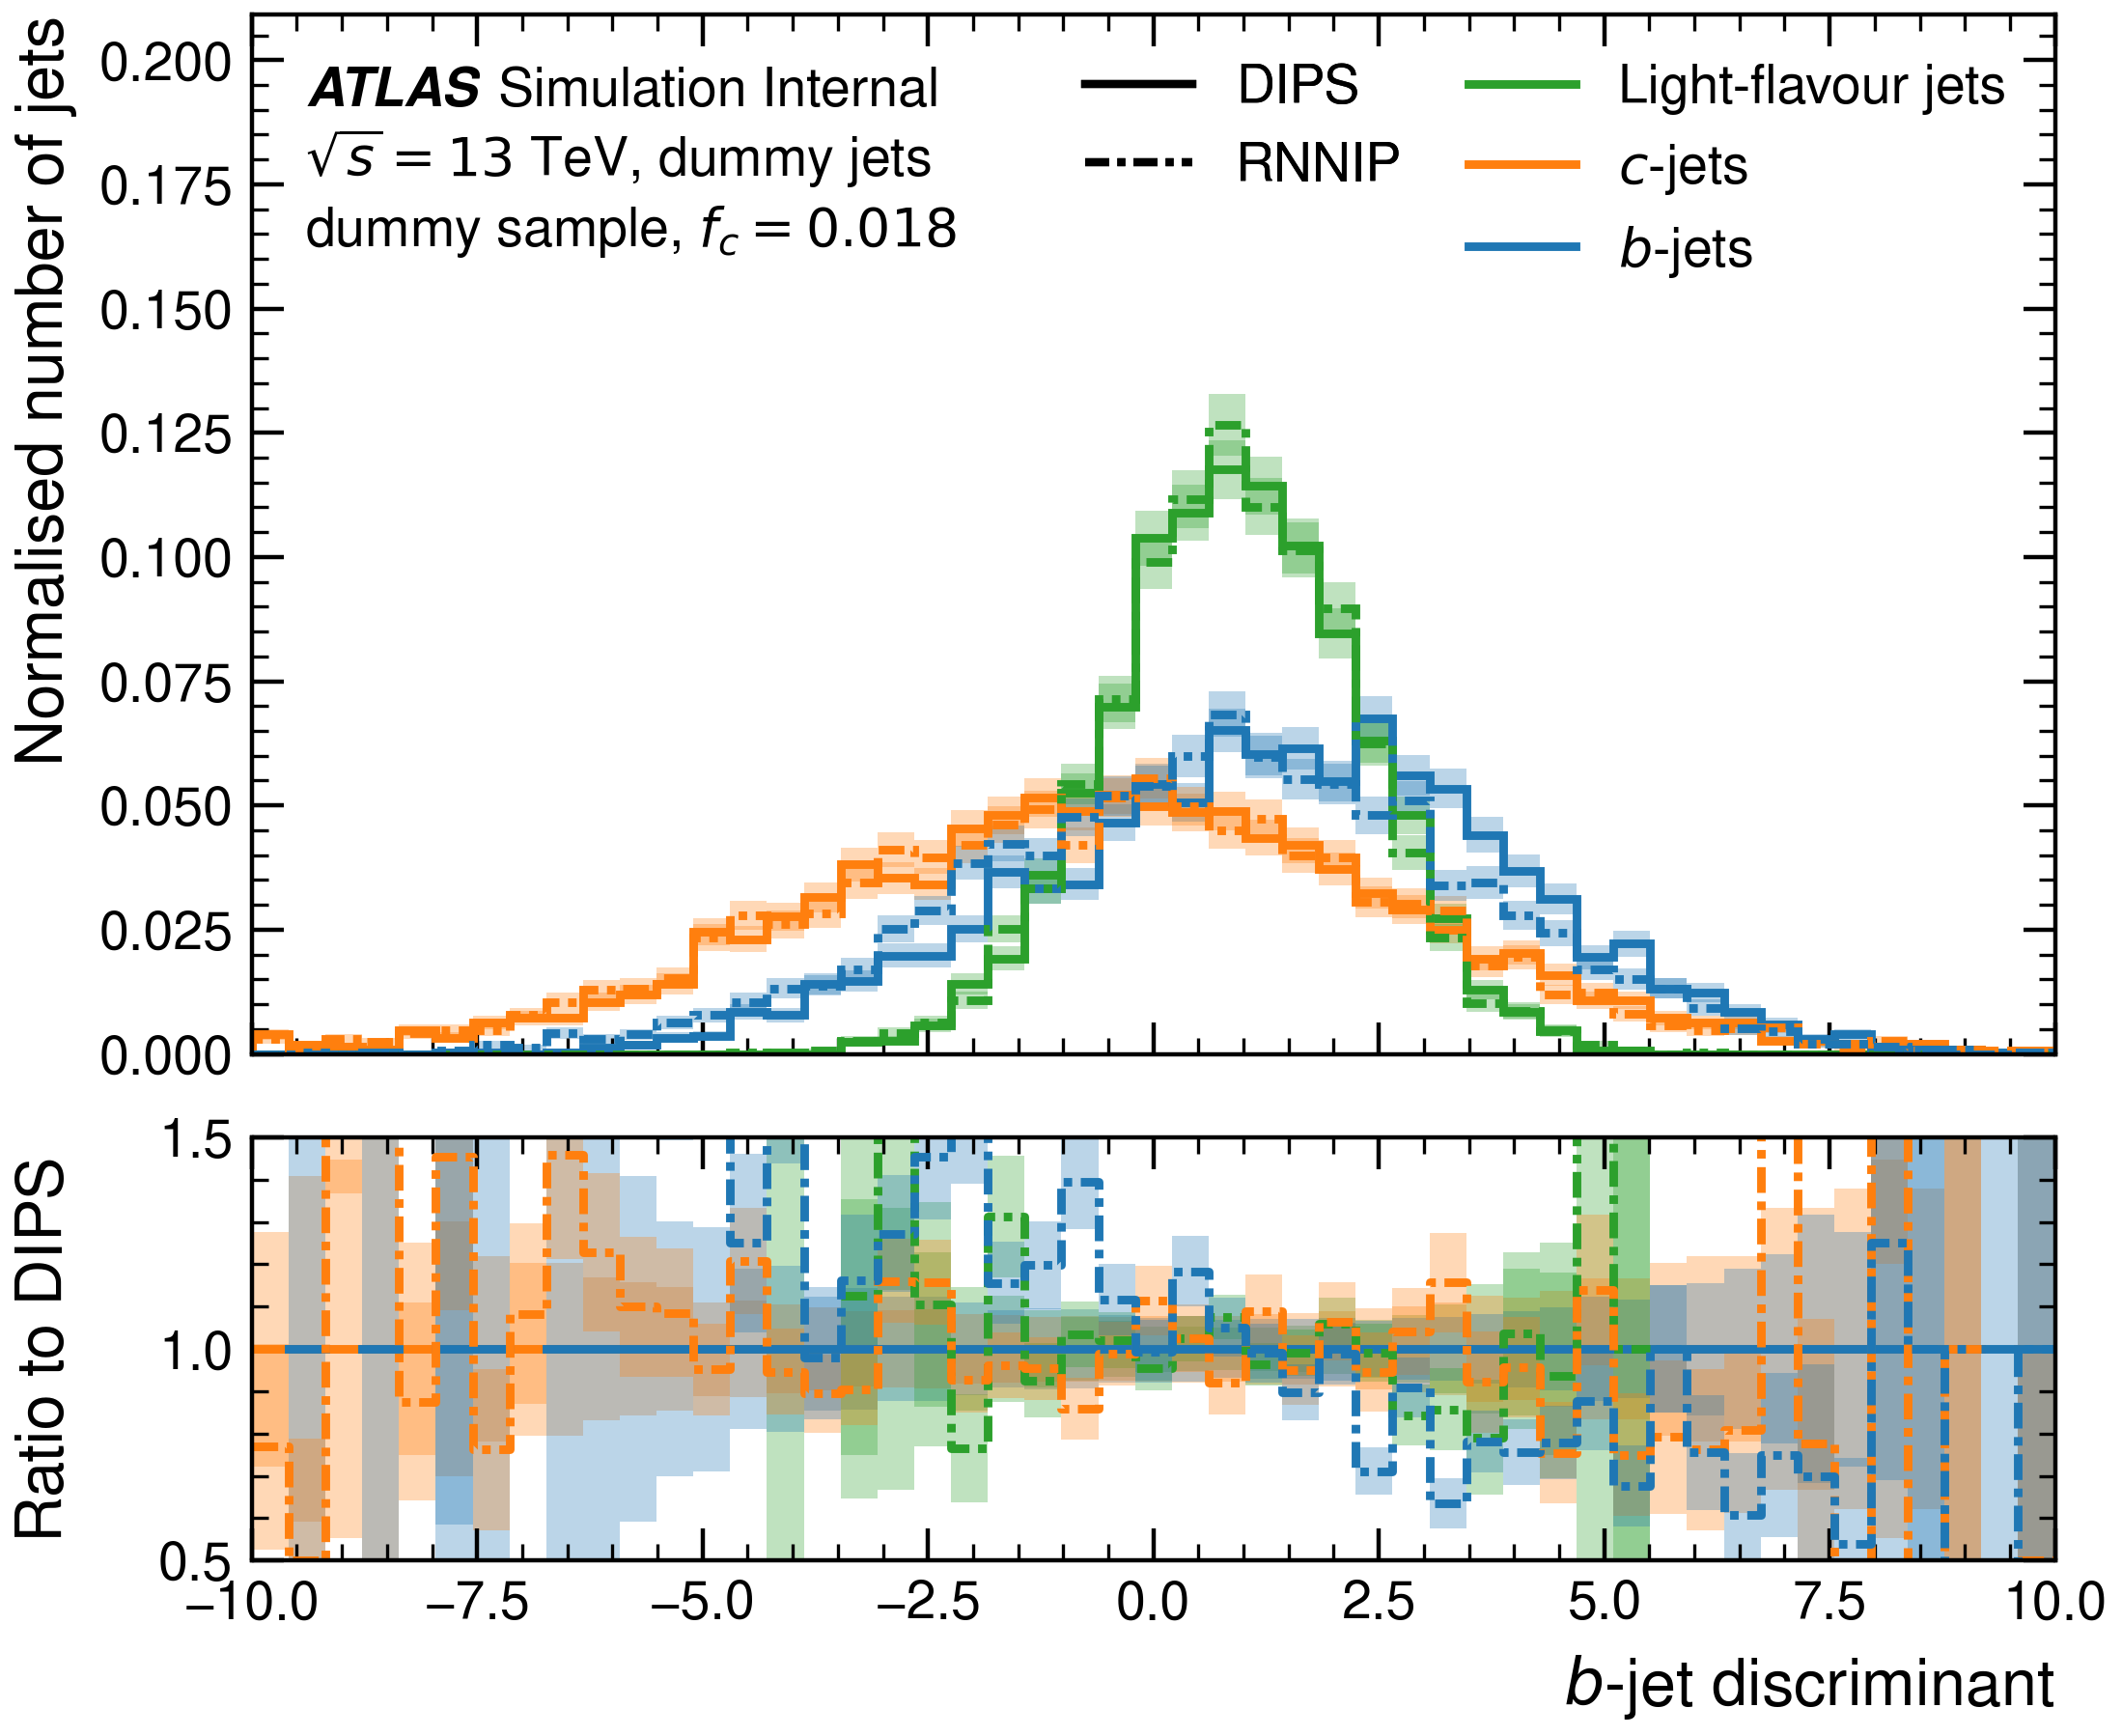 Normalised number of jets
0.200
0.175
0.150
0.125
0.100
0.075
0.050
0.025
0.000
ATLAS Simulation Internal
√s = 13 TeV, dummy jets
dummy sample, fc = 0.018
DIPS
RNNIP
Light-flavour jets
c-jets
b-jets
Ratio to DIPS
1.5
1.0
0.5
−10.0 −7.5 −5.0 −2.5 0.0 2.5 5.0 7.5 10.0
b-jet discriminant